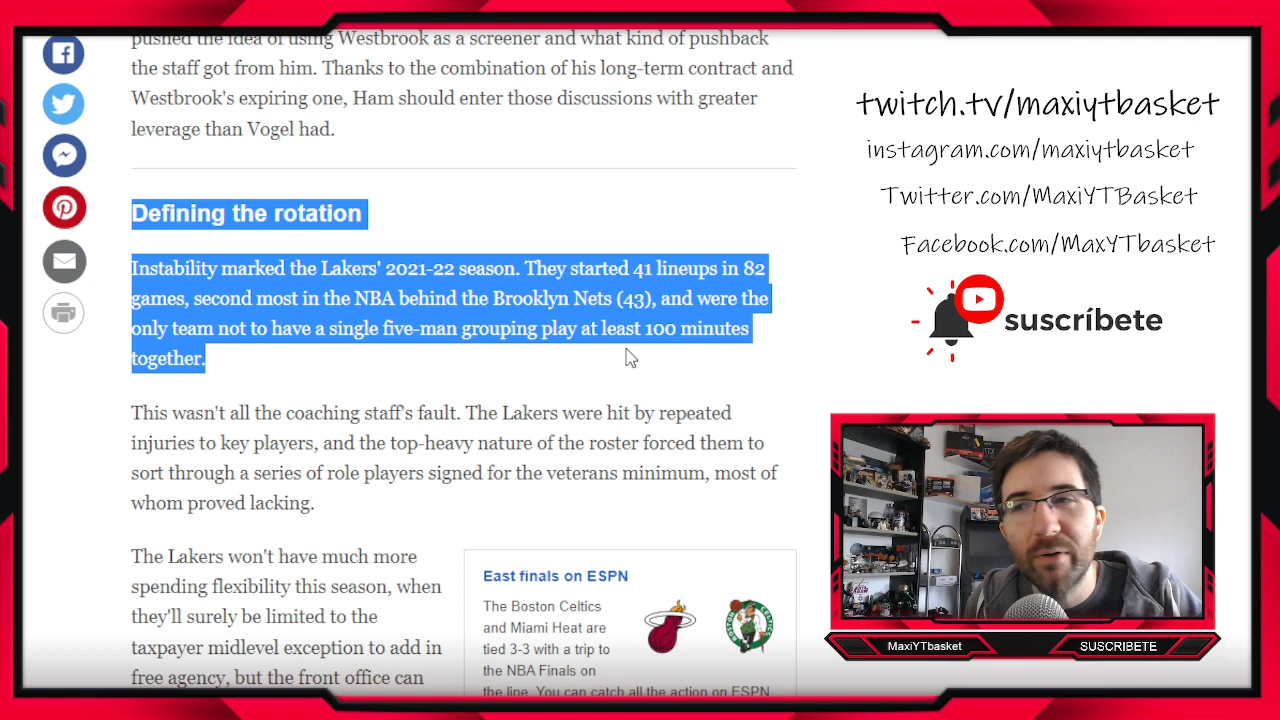 pushed the idea of using Westbrook as a screener and what kind of pushback
the staff got from him. Thanks to the combination of his long-term contract and
Westbrook's expiring one, Ham should enter those discussions with greater
leverage than Vogel had.
Defining the rotation
Instability marked the Lakers' 2021-22 season. They started 41 lineups in 82
games, second most in the NBA behind the Brooklyn Nets (43), and were the
only team not to have a single five-man grouping play at least 100 minutes
together.
This wasn't all the coaching staff's fault. The Lakers were hit by repeated
injuries to key players, and the top-heavy nature of the roster forced them to
sort through a series of role players signed for the veterans minimum, most of
whom proved lacking.
The Lakers won't have much more
spending flexibility this season, when
they'll surely be limited to the
taxpayer midlevel exception to add in
free agency, but the front office can
East finals on ESPN
The Boston Celtics
and Miami Heat are
tied 3-3 with a trip to
the NBA Finals on
the line. You can catch all the action on ESPN
twitch.tv/maxiytbasket
instagram.com/maxiytbasket
Twitter.com/MaxiYTBasket
Facebook.com/MaxYTbasket
suscríbete
MaxiYTbasket
SUSCRIBETE